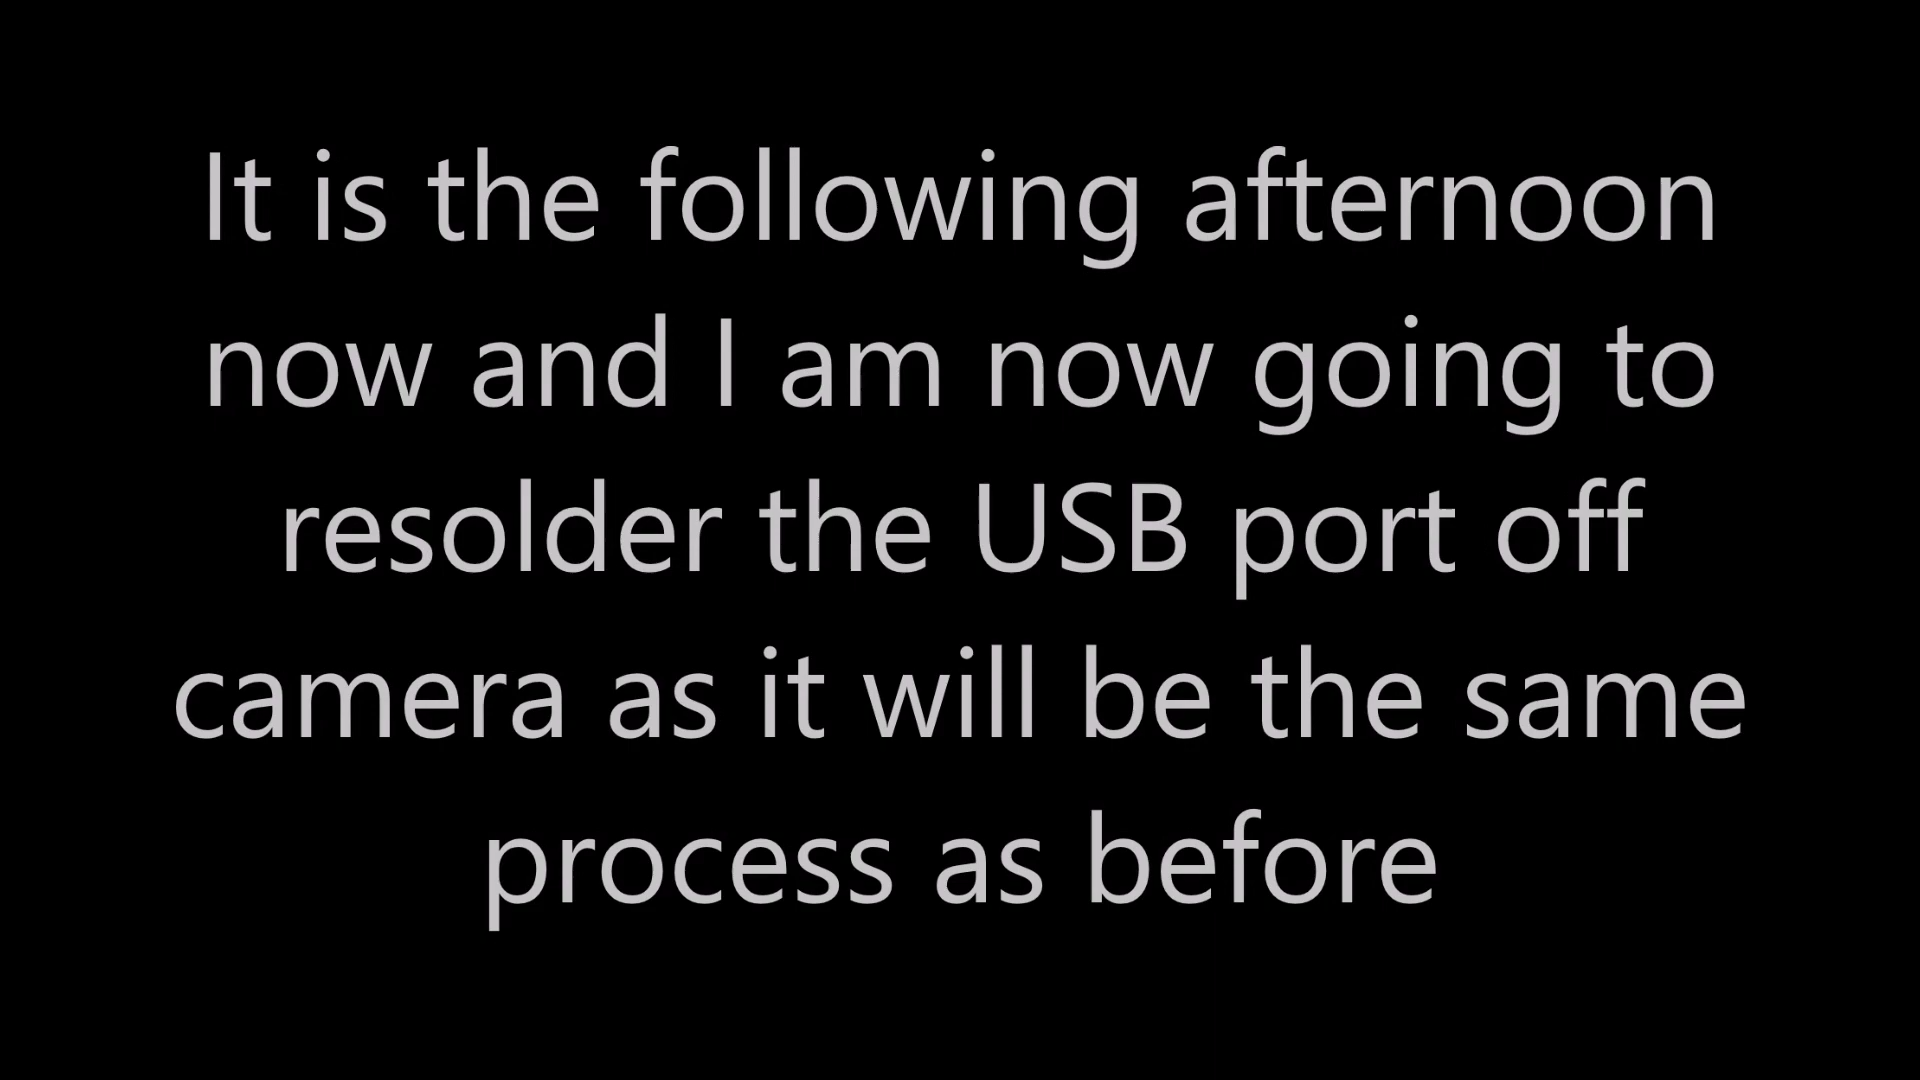 It is the following afternoon
now and I am now going to
resolder the USB port off
camera as it will be the same
process as before